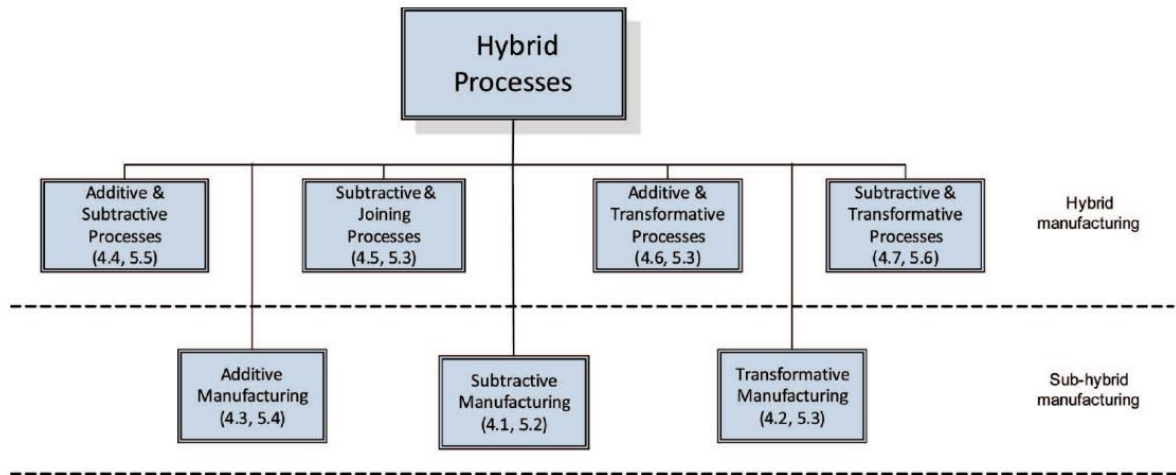 Hybrid
Processes
Additive &
Subtractive
Processes
(4.4, 5.5)
Subtractive &
Joining
Processes
(4.5, 5.3)
Additive &
Transformative
Processes
(4.6, 5.3)
Subtractive &
Transformative
Processes
(4.7, 5.6)
Hybrid
manufacturing
Additive
Manufacturing
(4.3, 5.4)
Subtractive
Manufacturing
(4.1, 5.2)
Transformative
Manufacturing
(4.2, 5.3)
Sub-hybrid
manufacturing